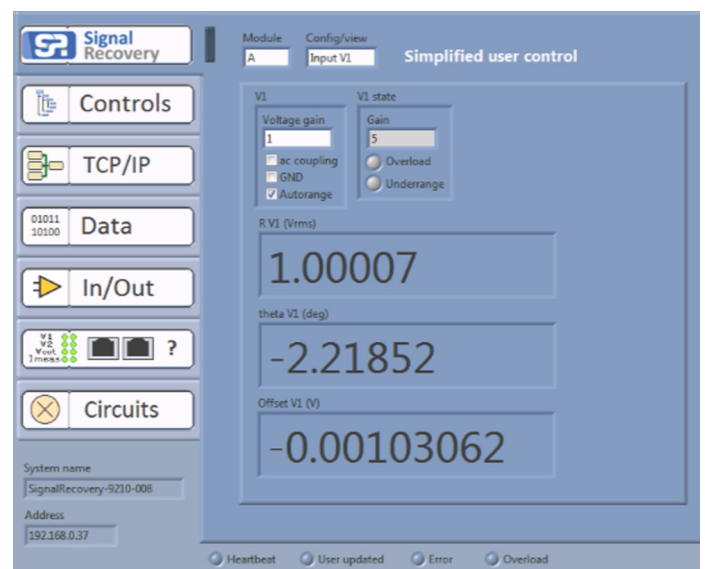 Signal
Recovery
Controls
TCP/IP
01011
10100
Data
In/Out
V1
V2
Vout
Imeas
?
Circuits
System name
SignalRecovery-9210-008
Address
192.168.0.37
Module
Config/view
A
Input V1
Simplified user control
V1
Voltage gain
1
ac coupling
GND
Autorange
V1 state
Gain
5
Overload
Underrange
R V1 (Vrms)
1.00007
theta V1 (deg)
-2.21852
Offset V1 (V)
-0.00103062
Heartbeat
User updated
Error
Overload